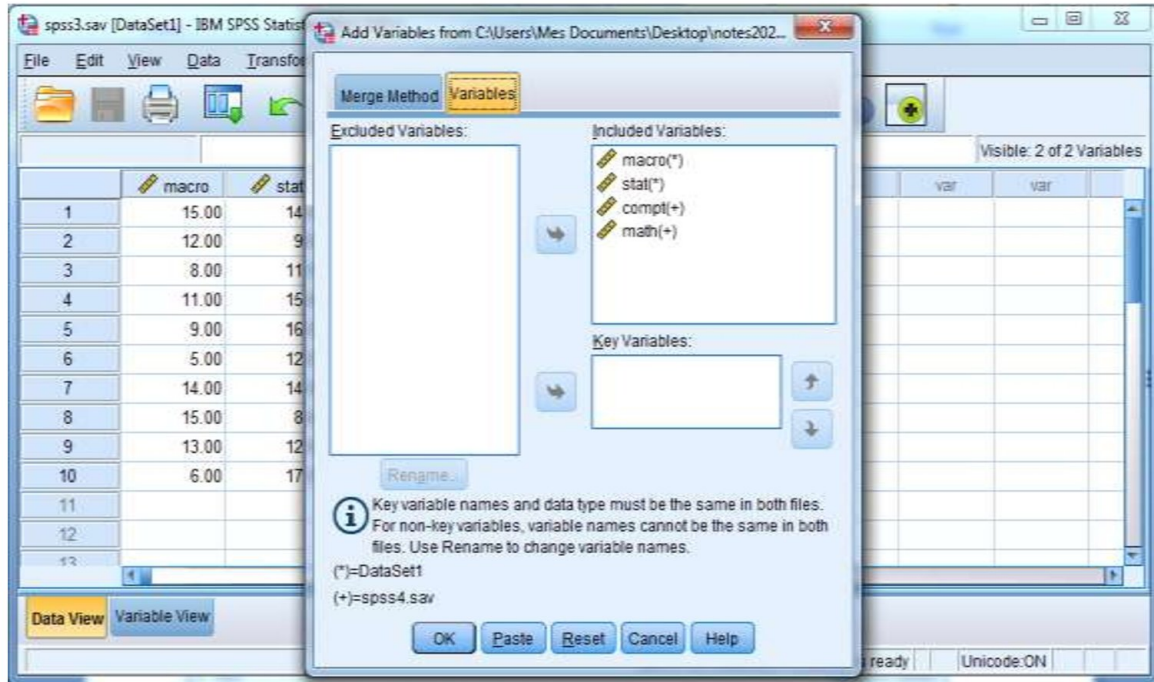 spss3.sav [DataSet1] - IBM SPSS Statist
File Edit View Data Transfo
Visible: 2 of 2 Variables
macro stat var var
1 15.00 14
2 12.00 9
3 8.00 11
4 11.00 15
5 9.00 16
6 5.00 12
7 14.00 14
8 15.00 8
9 13.00 12
10 6.00 17
11
12
13
Data View Variable View
ready Unicode:ON
Add Variables from C:\Users\Mes Documents\Desktop\notes202...
Merge Method Variables
Excluded Variables:
Included Variables:
macro(*)
stat(*)
compt(+)
math(+)
Key Variables:
Rename...
Key variable names and data type must be the same in both files.
For non-key variables, variable names cannot be the same in both
files. Use Rename to change variable names.
(*)=DataSet1
(+)=spss4.sav
OK Paste Reset Cancel Help